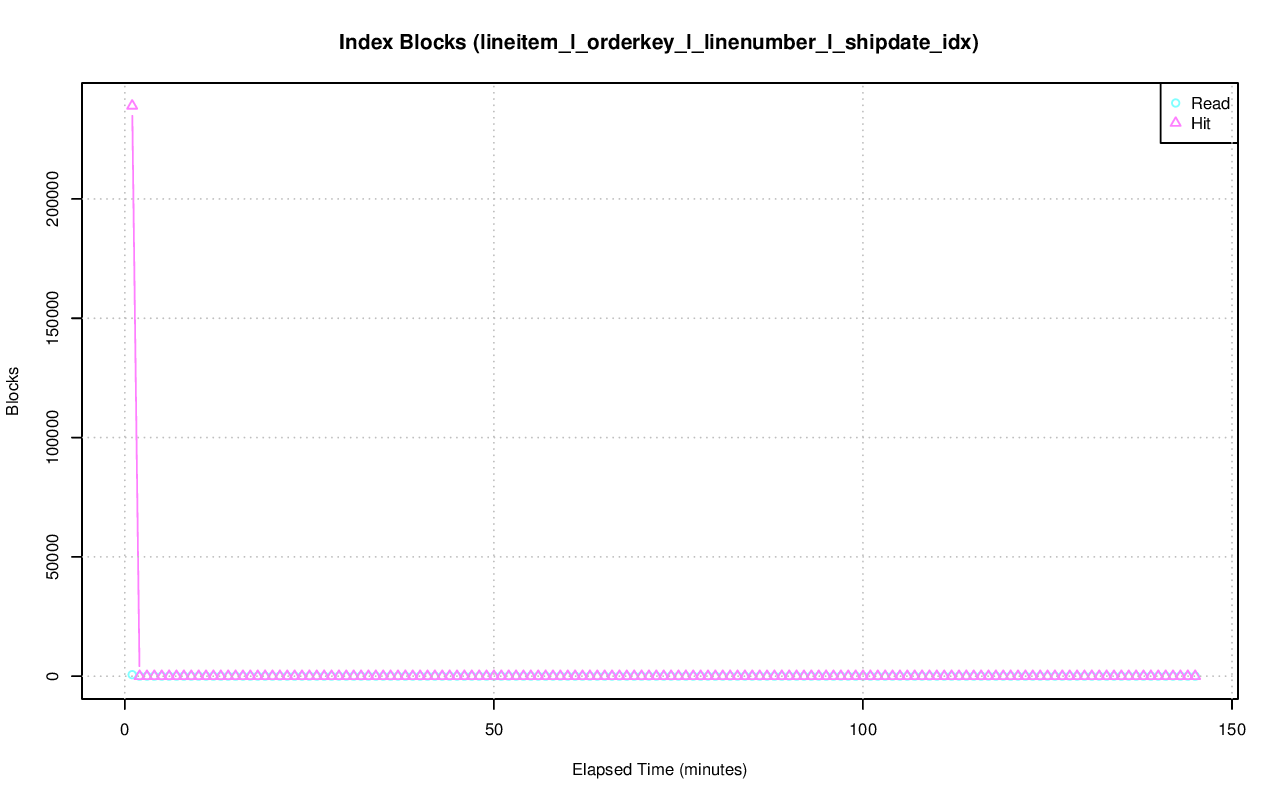 Index Blocks (lineitem_l_orderkey_l_linenumber_l_shipdate_idx)
Read
Hit
Blocks
200000
150000
100000
50000
0
0 50 100 150
Elapsed Time (minutes)